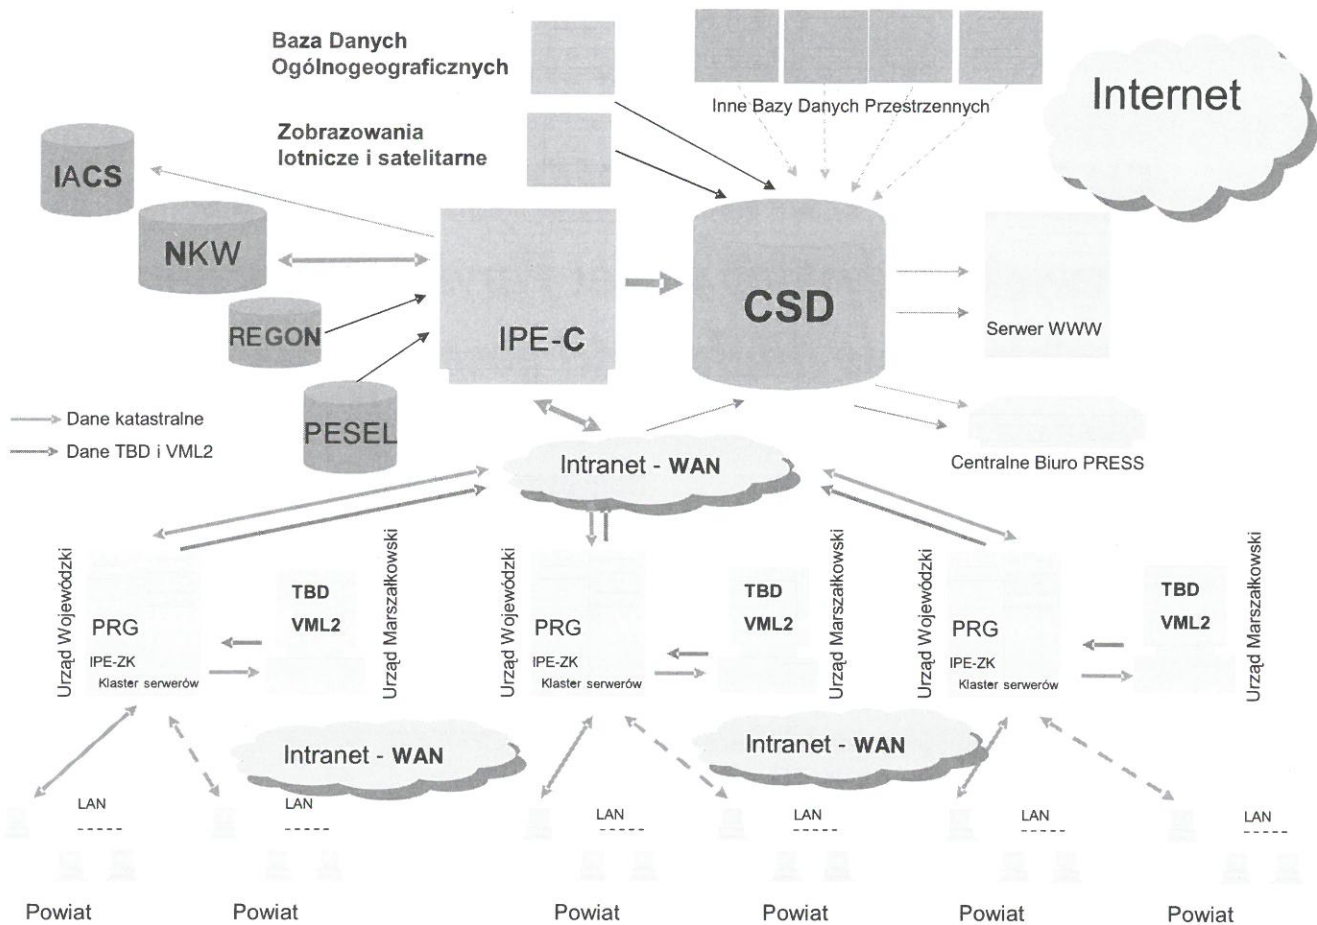 Baza Danych
Ogólnogeograficznych
Inne Bazy Danych Przestrzennych
Internet
Zobrazowania
lotnicze i satelitarne
IACS
NKW
REGON
PESEL
IPE-C
CSD
Serwer WWW
Centralne Biuro PRESS
Dane katastralne
Dane TBD i VML2
Intranet - WAN
Urząd Wojewódzki
PRG
IPE-ZK
Klaster serwerów
TBD
VML2
Urząd Marszałkowski
Urząd Wojewódzki
PRG
IPE-ZK
Klaster serwerów
TBD
VML2
Urząd Marszałkowski
Urząd Wojewódzki
PRG
IPE-ZK
Klaster serwerów
TBD
VML2
Urząd Marszałkowski
Intranet - WAN
Intranet - WAN
LAN
LAN
LAN
LAN
LAN
LAN
Powiat
Powiat
Powiat
Powiat
Powiat
Powiat